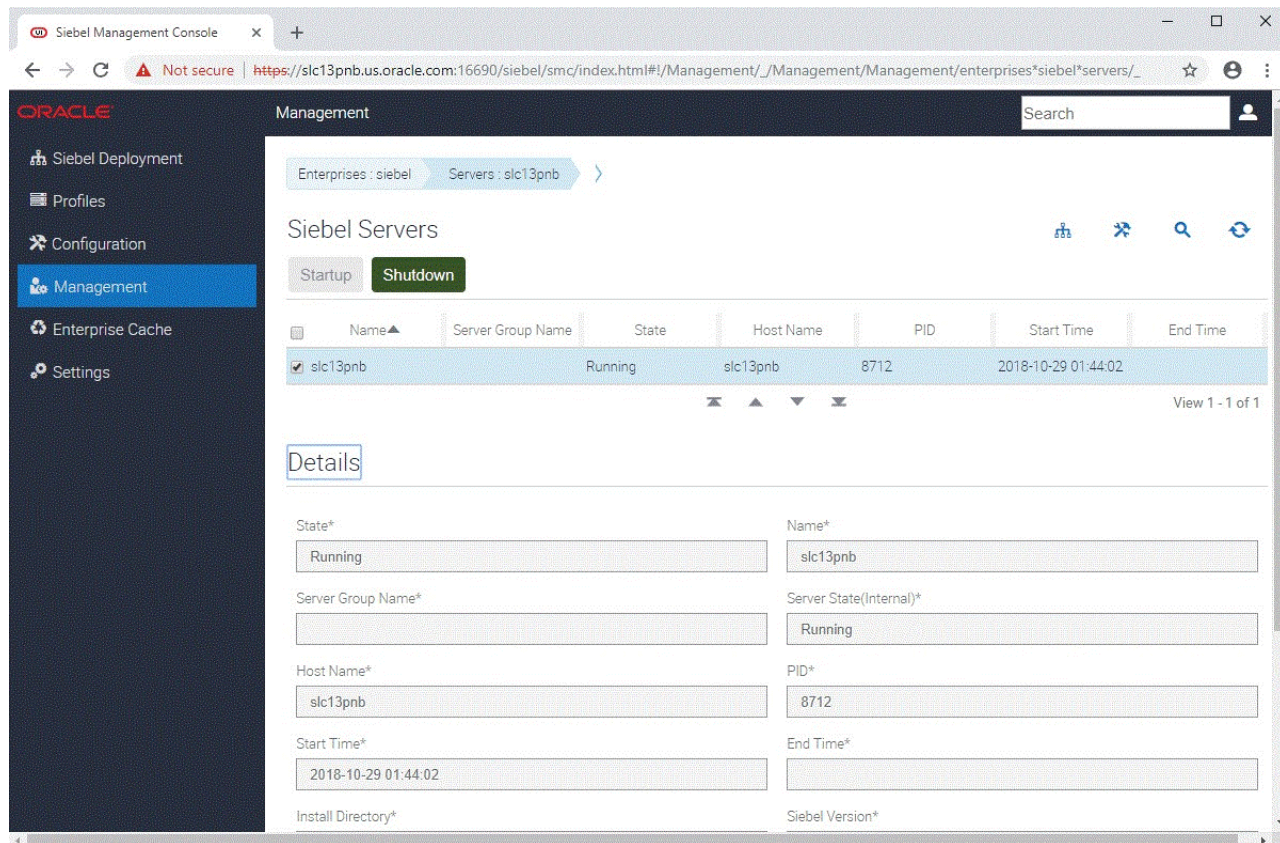 Siebel Management Console
Not secure | https://slc13pnb.us.oracle.com:16690/siebel/smc/index.html#!/Management/_/Management/Management/enterprises*siebel*servers/_
ORACLE
Management
Search
Siebel Deployment
Profiles
Configuration
Management
Enterprise Cache
Settings
Enterprises : siebel
Servers : slc13pnb
Siebel Servers
Startup
Shutdown
Name Server Group Name State Host Name PID Start Time End Time
slc13pnb Running slc13pnb 8712 2018-10-29 01:44:02
View 1 - 1 of 1
Details
State* Name*
Running slc13pnb
Server Group Name* Server State(Internal)*
Running
Host Name* PID*
slc13pnb 8712
Start Time* End Time*
2018-10-29 01:44:02
Install Directory* Siebel Version*